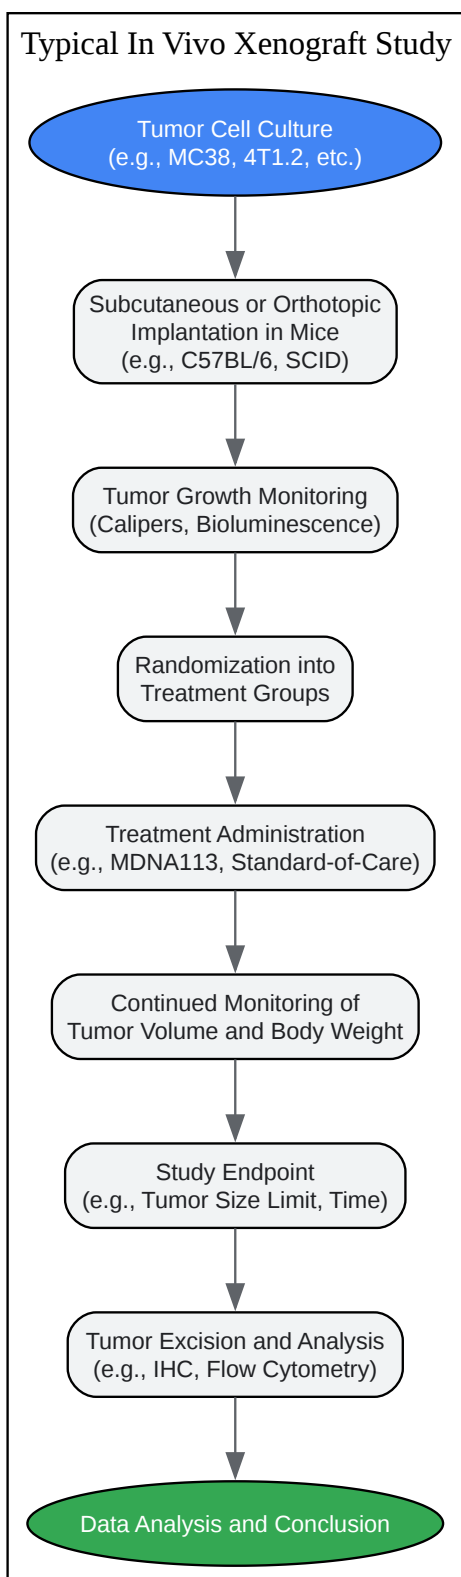 Typical In Vivo Xenograft Study
Tumor Cell Culture
(e.g., MC38, 4T1.2, etc.)
Subcutaneous or Orthotopic
Implantation in Mice
(e.g., C57BL/6, SCID)
Tumor Growth Monitoring
(Calipers, Bioluminescence)
Randomization into
Treatment Groups
Treatment Administration
(e.g., MDNA113, Standard-of-Care)
Continued Monitoring of
Tumor Volume and Body Weight
Study Endpoint
(e.g., Tumor Size Limit, Time)
Tumor Excision and Analysis
(e.g., IHC, Flow Cytometry)
Data Analysis and Conclusion